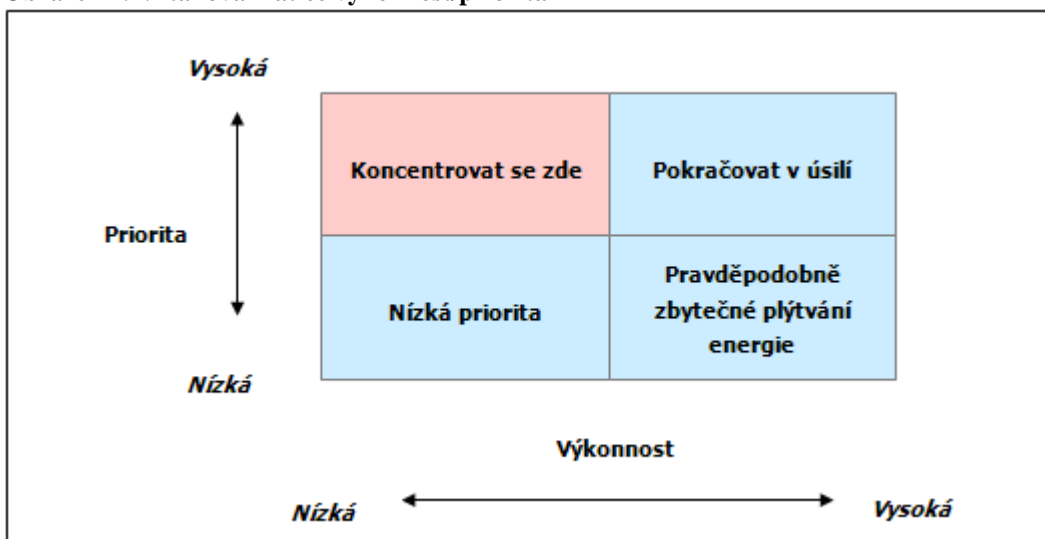 Vysoká
Koncentrovat se zde
Pokračovat v úsilí
Priorita
Nízká priorita
Pravděpodobně
zbytečné plýtvání
energie
Nízká
Výkonnost
Nízká
Vysoká